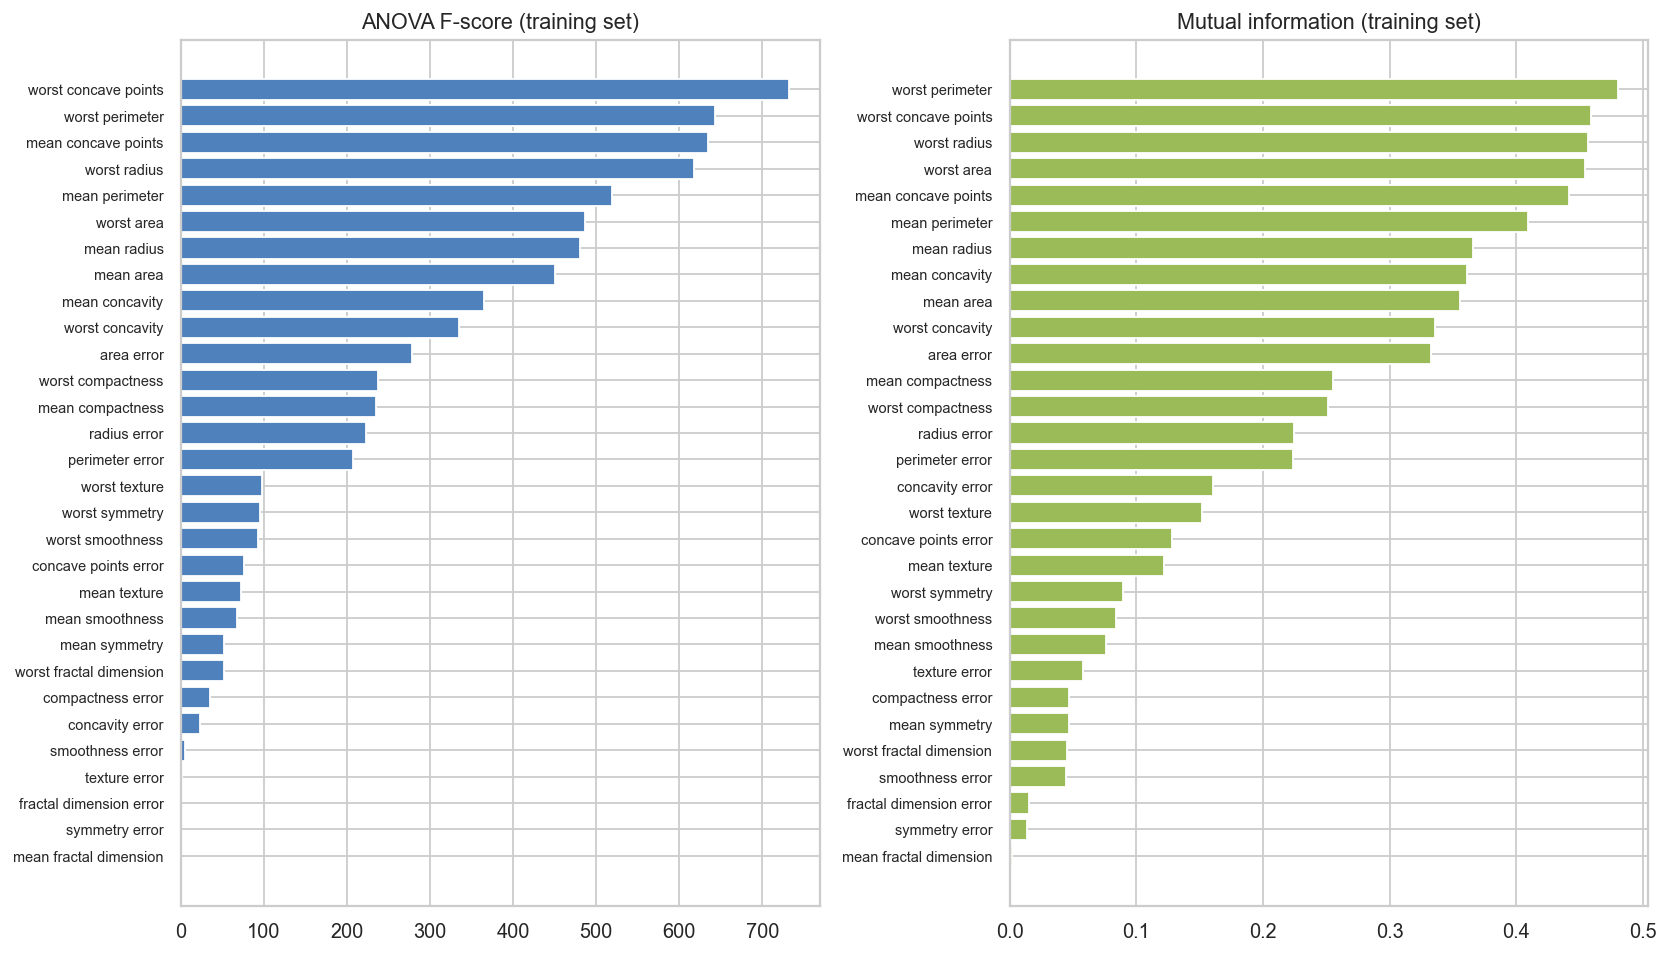 ANOVA F-score (training set)
worst concave points
worst perimeter
mean concave points
worst radius
mean perimeter
worst area
mean radius
mean area
mean concavity
worst concavity
area error
worst compactness
mean compactness
radius error
perimeter error
worst texture
worst symmetry
worst smoothness
concave points error
mean texture
mean smoothness
mean symmetry
worst fractal dimension
compactness error
concavity error
smoothness error
texture error
fractal dimension error
symmetry error
mean fractal dimension
0 100 200 300 400 500 600 700
Mutual information (training set)
worst perimeter
worst concave points
worst radius
worst area
mean concave points
mean perimeter
mean radius
mean concavity
mean area
worst concavity
area error
mean compactness
worst compactness
radius error
perimeter error
concavity error
worst texture
concave points error
mean texture
worst symmetry
worst smoothness
mean smoothness
texture error
compactness error
mean symmetry
worst fractal dimension
smoothness error
fractal dimension error
symmetry error
mean fractal dimension
0.0 0.1 0.2 0.3 0.4 0.5